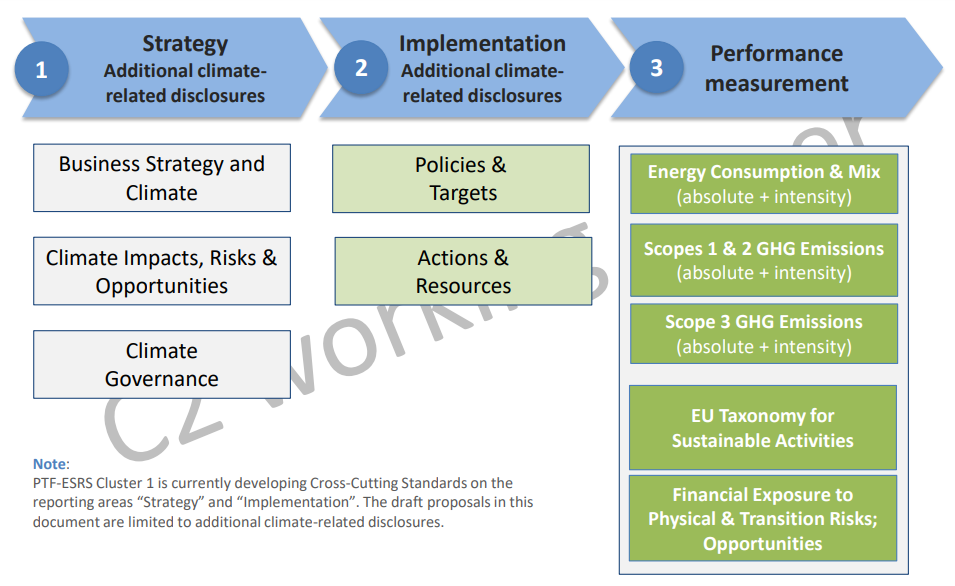 1
Strategy
Additional climate-
related disclosures
2
Implementation
Additional climate-
related disclosures
3
Performance
measurement
Business Strategy and
Climate
Climate Impacts, Risks &
Opportunities
Climate
Governance
Policies &
Targets
Actions &
Resources
Energy Consumption & Mix
(absolute + intensity)
Scopes 1 & 2 GHG Emissions
(absolute + intensity)
Scope 3 GHG Emissions
(absolute + intensity)
EU Taxonomy for
Sustainable Activities
Financial Exposure to
Physical & Transition Risks;
Opportunities
Note:
PTF-ESRS Cluster 1 is currently developing Cross-Cutting Standards on the
reporting areas “Strategy” and “Implementation”. The draft proposals in this
document are limited to additional climate-related disclosures.
C2 working